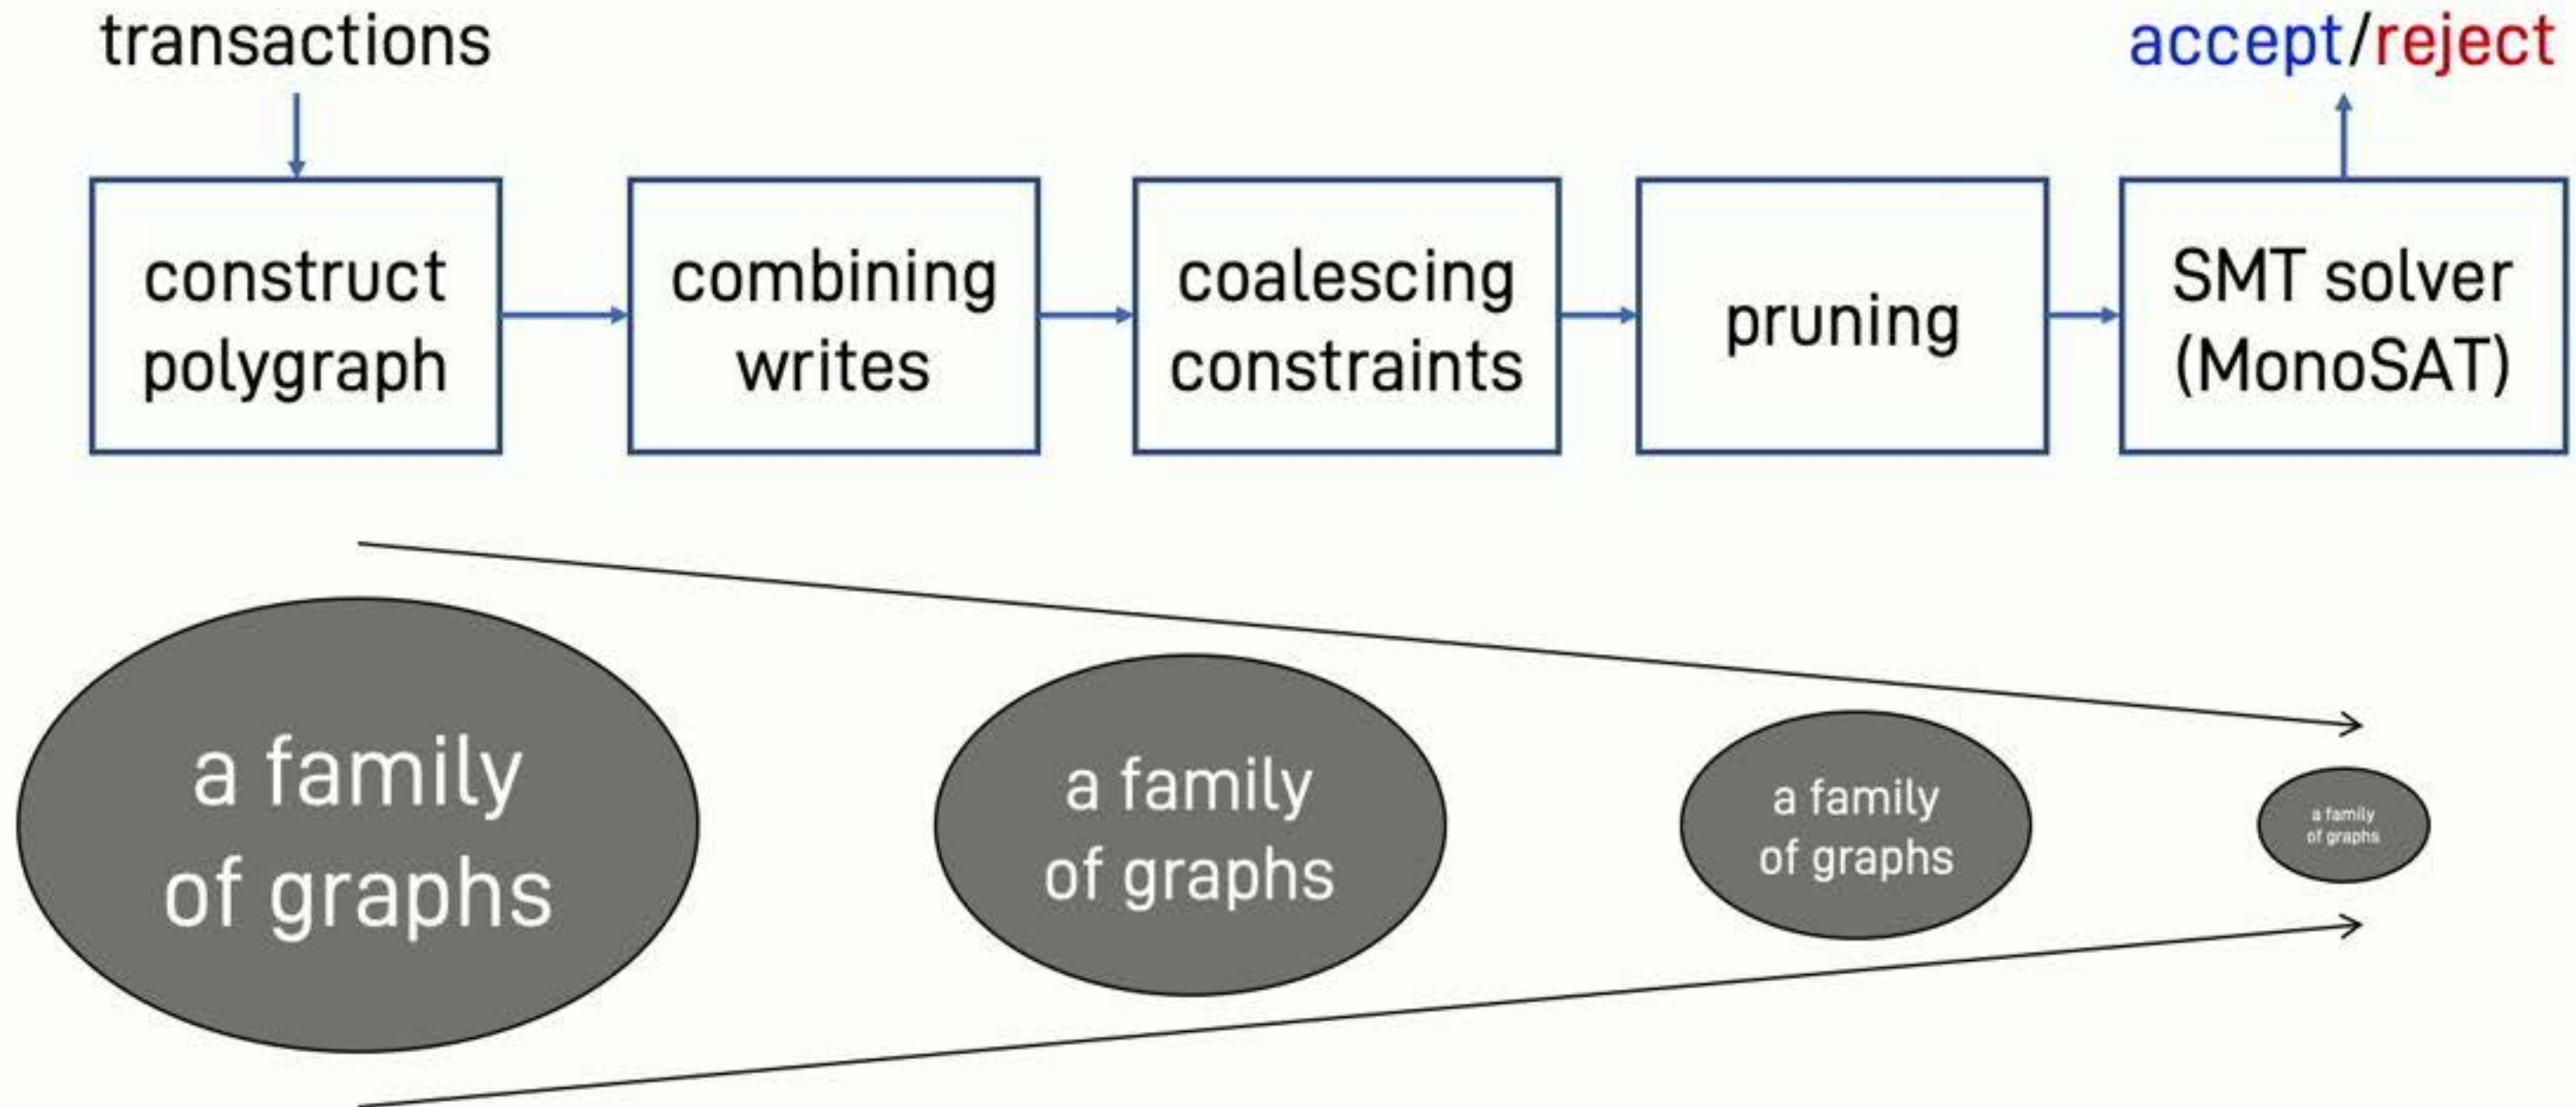 transactions
accept/reject
construct
polygraph
combining
writes
coalescing
constraints
pruning
SMT solver
(MonoSAT)
a family
of graphs
a family
of graphs
a family
of graphs
a family
of graphs